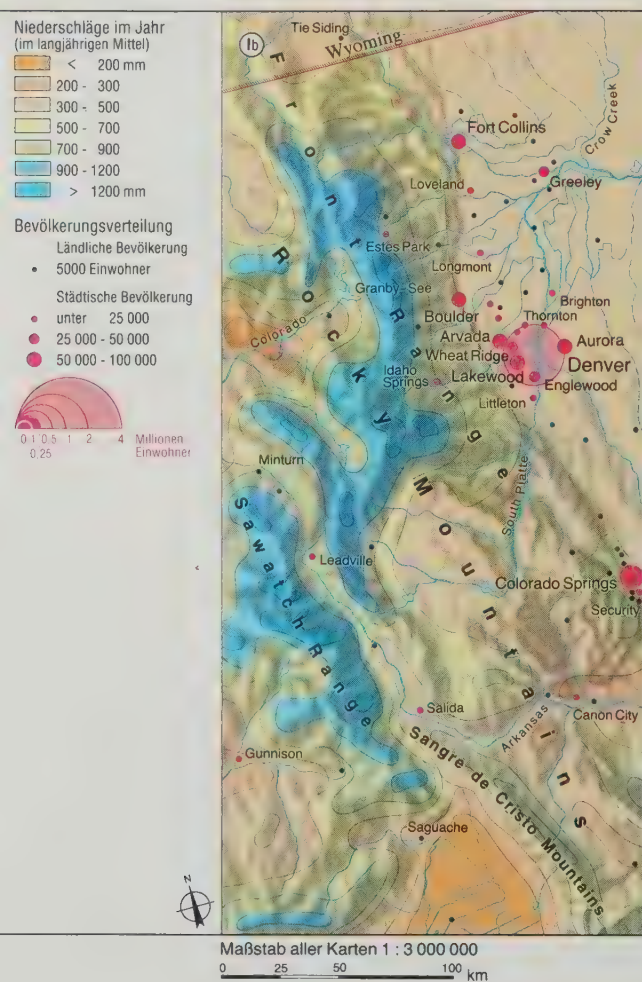 Niederschläge im Jahr
(im langjährigen Mittel)
< 200 mm
200 - 300
300 - 500
500 - 700
700 - 900
900 - 1200
> 1200 mm
Bevölkerungsverteilung
Ländliche Bevölkerung
5000 Einwohner
Städtische Bevölkerung
unter 25 000
25 000 - 50 000
50 000 - 100 000
0 1 0 5 1 2 4 Millionen
0,25 Einwohner
N
Ib
Tie Siding
Wyoming
Crow Creek
Fort Collins
Greeley
Loveland
Estes Park
Longmont
Granby-See
Brighton
Boulder
Thornton
Colorado
Arvada
Aurora
Wheat Ridge
Denver
Idaho
Springs
Lakewood
Englewood
Littleton
Front Range
Rocky Mountains
Minturn
South Platte
Sawatch Range
Leadville
Colorado Springs
Security
Salida
Arkansas
Canon City
Gunnison
Sangre de Cristo Mountains
Saguache
Maßstab aller Karten 1 : 3 000 000
0 25 50 100 km